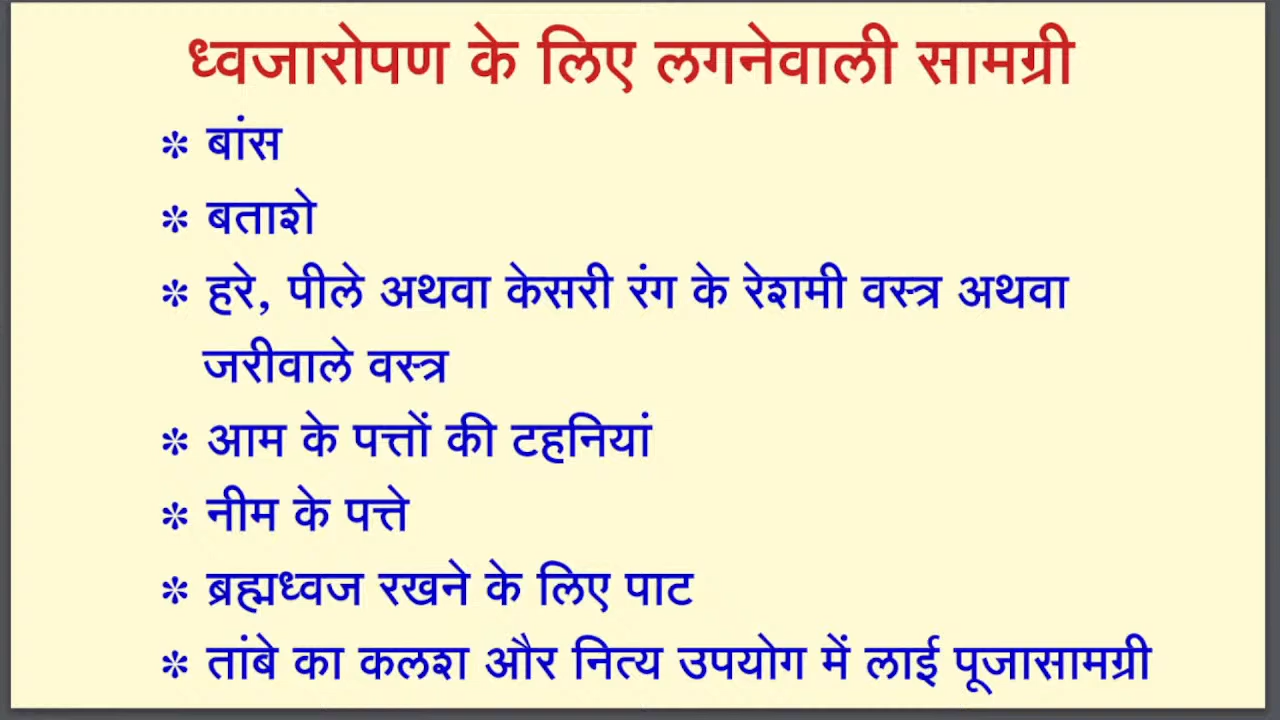 ध्वजारोपण के लिए लगनेवाली सामग्री
* बांस
* बताशे
* हरे, पीले अथवा केसरी रंग के रेशमी वस्त्र अथवा
जरीवाले वस्त्र
* आम के पत्तों की टहनियां
* नीम के पत्ते
* ब्रह्मध्वज रखने के लिए पाट
* तांबे का कलश और नित्य उपयोग में लाई पूजासामग्री